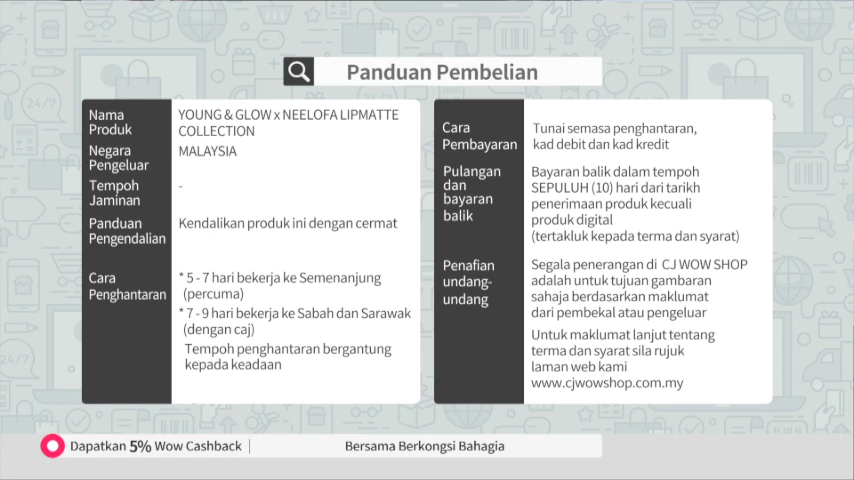 Panduan Pembelian
Nama
Produk
YOUNG & GLOW x NEELOFA LIPMATTE
COLLECTION
Negara
Pengeluar
MALAYSIA
Tempoh
Jaminan
-
Panduan
Pengendalian
Kendalikan produk ini dengan cermat
Cara
Penghantaran
* 5 - 7 hari bekerja ke Semenanjung
(percuma)
* 7 - 9 hari bekerja ke Sabah dan Sarawak
(dengan caj)
Tempoh penghantaran bergantung
kepada keadaan
Cara
Pembayaran
Tunai semasa penghantaran,
kad debit dan kad kredit
Pulangan
dan
bayaran
balik
Bayaran balik dalam tempoh
SEPULUH (10) hari dari tarikh
penerimaan produk kecuali
produk digital
(tertakluk kepada terma dan syarat)
Penafian
undang-
undang
Segala penerangan di CJ WOW SHOP
adalah untuk tujuan gambaran
sahaja berdasarkan maklumat
dari pembekal atau pengeluar
Untuk maklumat lanjut tentang
terma dan syarat sila rujuk
laman web kami
www.cjwowshop.com.my
Dapatkan 5% Wow Cashback
Bersama Berkongsi Bahagia